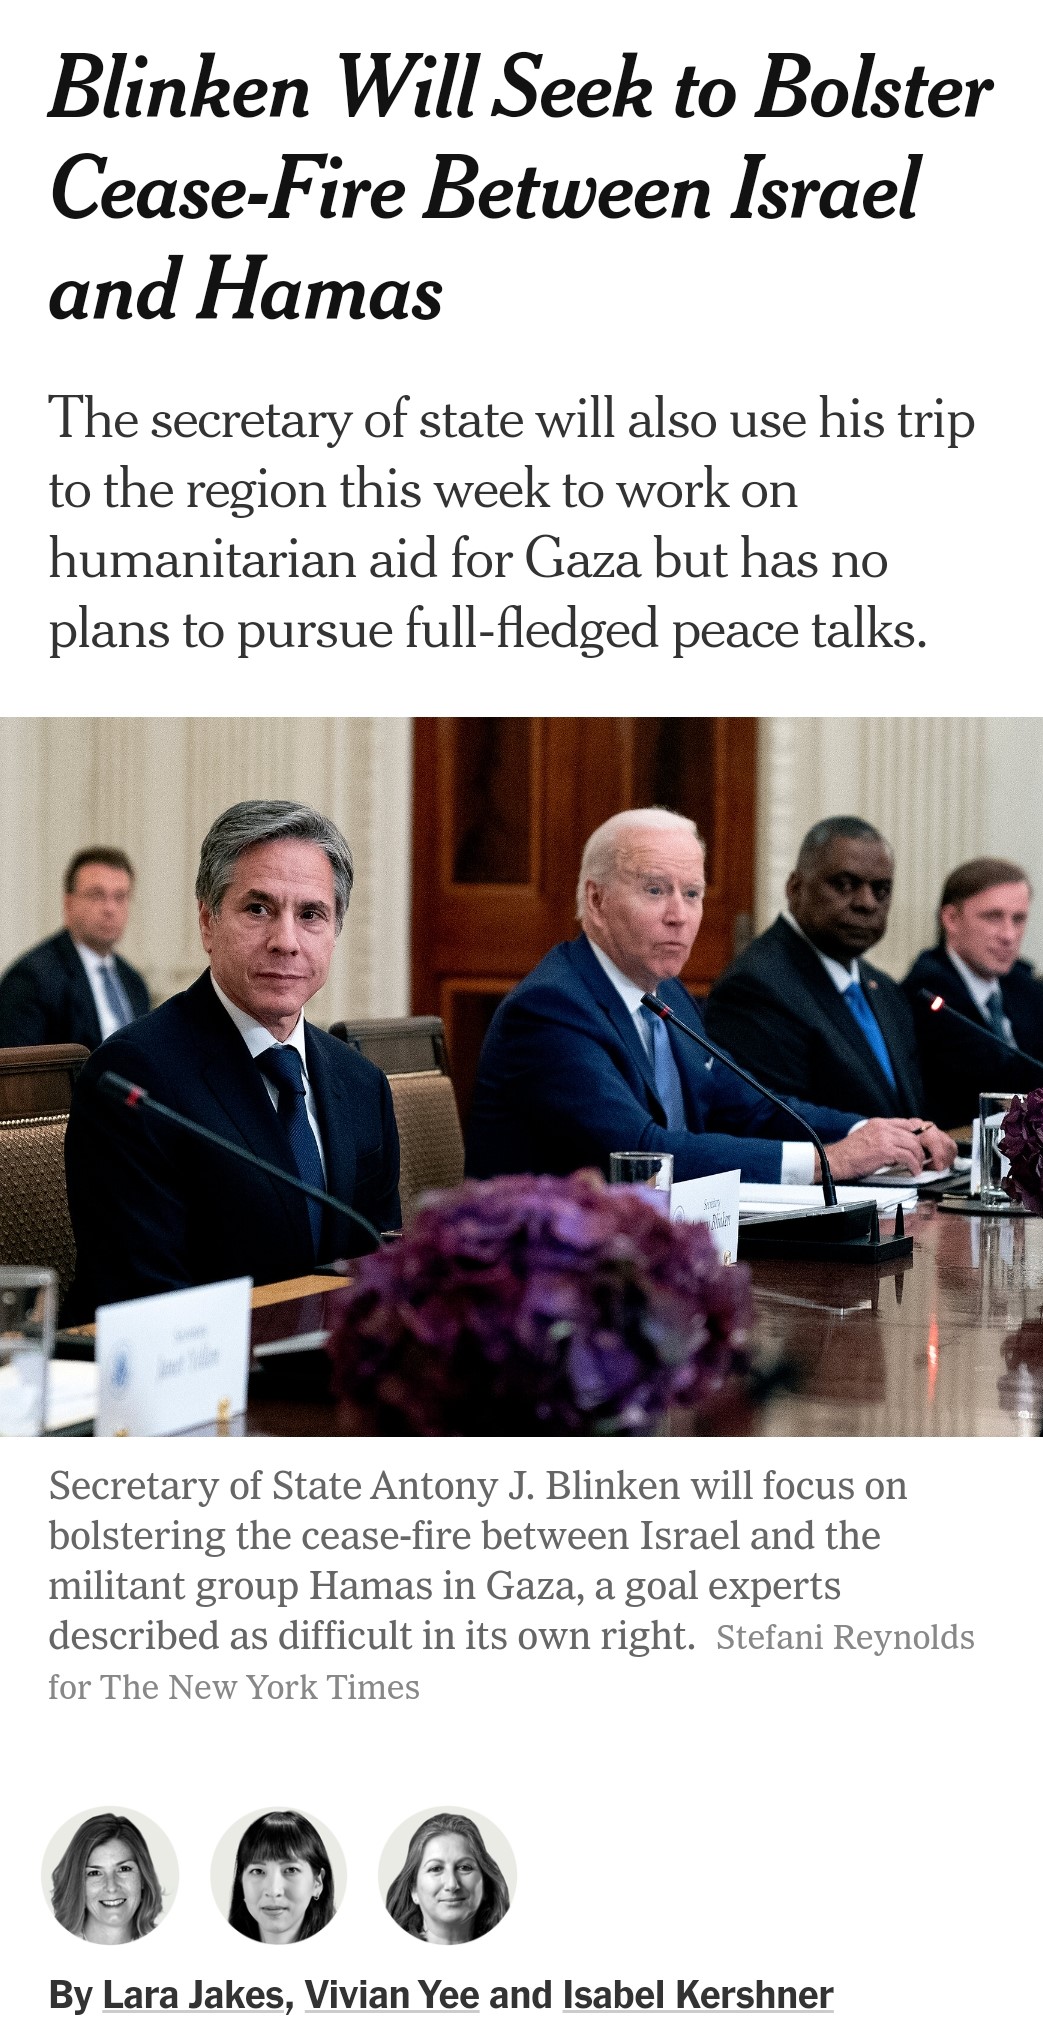 Blinken Will Seek to Bolster
Cease-Fire Between Israel
and Hamas
The secretary of state will also use his trip
to the region this week to work on
humanitarian aid for Gaza but has no
plans to pursue full-fledged peace talks.
Secretary
Blinken
Secretary of State Antony J. Blinken will focus on
bolstering the cease-fire between Israel and the
militant group Hamas in Gaza, a goal experts
described as difficult in its own right. Stefani Reynolds
for The New York Times
By Lara Jakes, Vivian Yee and Isabel Kershner